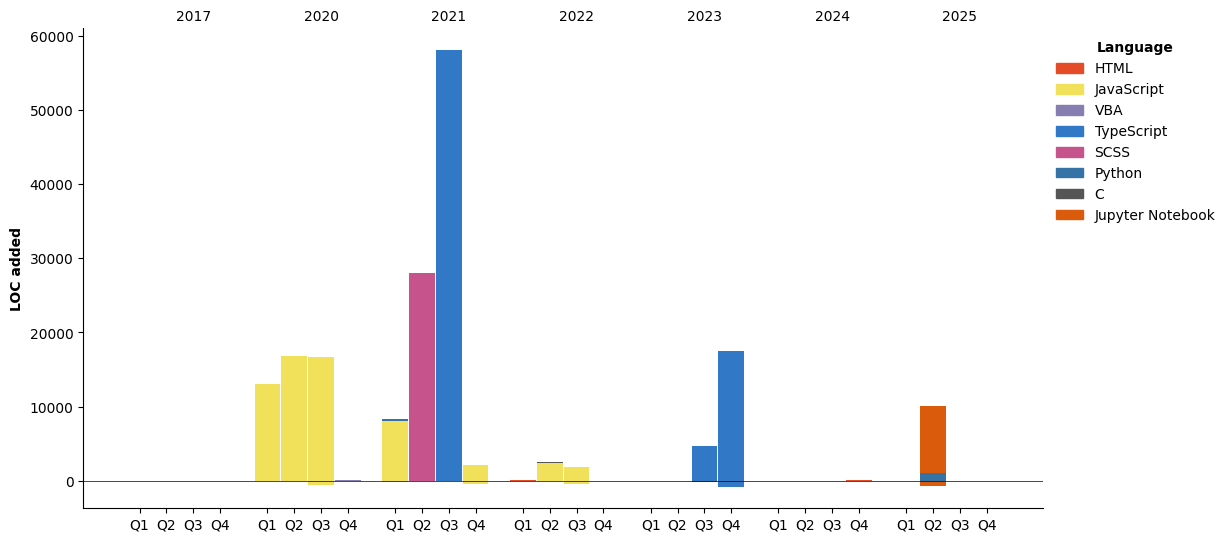 2017 2020 2021 2022 2023 2024 2025
60000
50000
40000
30000
20000
10000
0
LOC added
Q1 Q2 Q3 Q4 Q1 Q2 Q3 Q4 Q1 Q2 Q3 Q4 Q1 Q2 Q3 Q4 Q1 Q2 Q3 Q4 Q1 Q2 Q3 Q4 Q1 Q2 Q3 Q4
Language
HTML
JavaScript
VBA
TypeScript
SCSS
Python
C
Jupyter Notebook